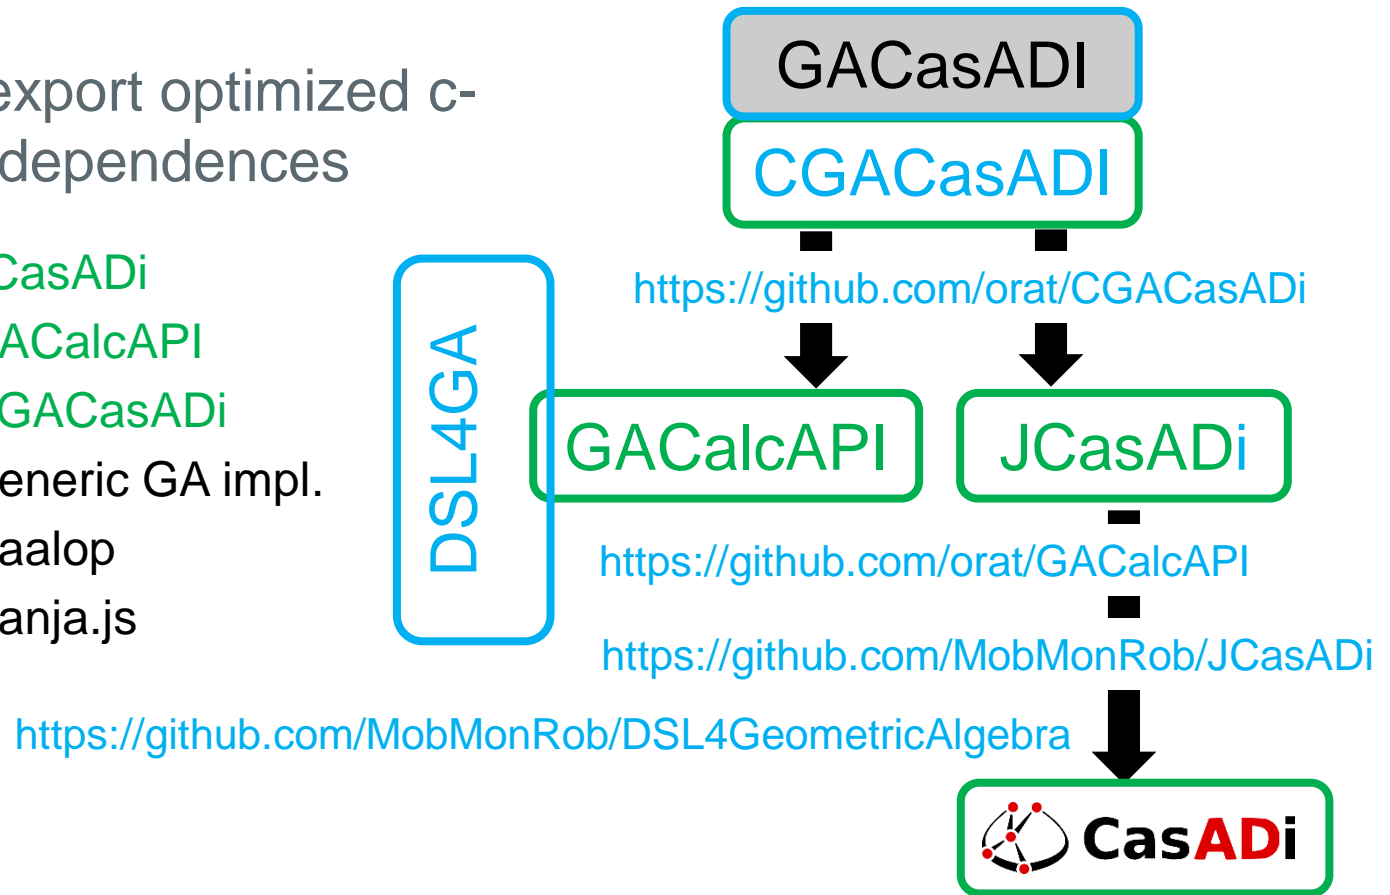 GACasADI
export optimized c-
CGACasADI
dependences
CasADi
https://github.com/orat/CGACasADi
ACalcAPI
GACasADi
DSL4GA
GACalcAPI
JCasADi
eneric GA impl.
aalop
https://github.com/orat/GACalcAPI
anja.js
https://github.com/MobMonRob/JCasADi
https://github.com/MobMonRob/DSL4GeometricAlgebra
CasADi